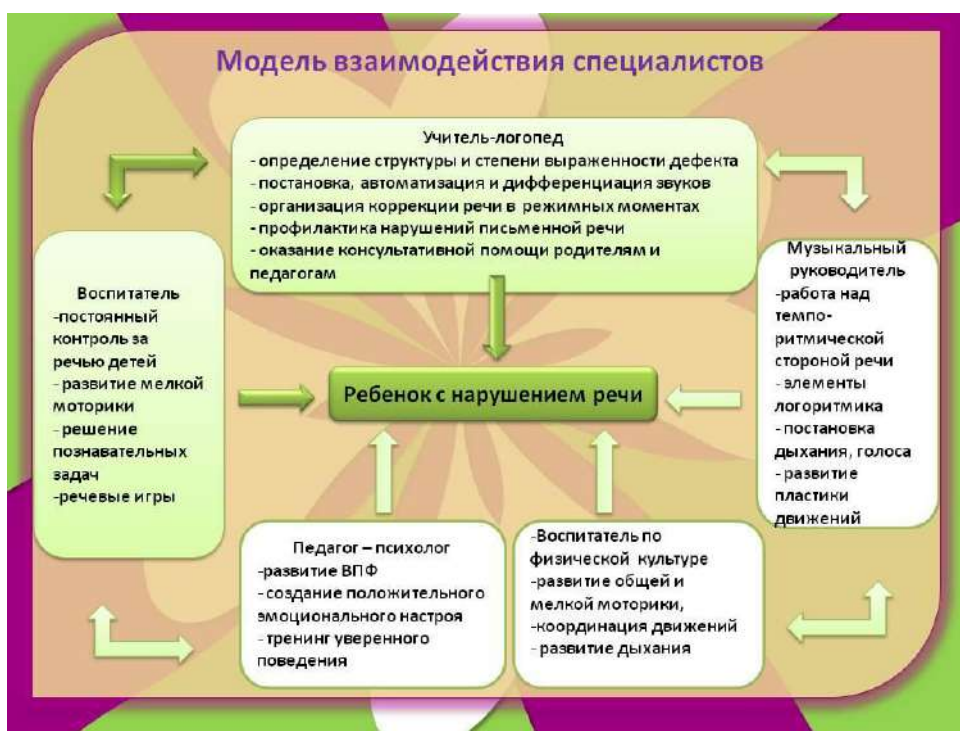 Модель взаимодействия специалистов
Учитель-логопед
- определение структуры и степени выраженности дефекта
- постановка, автоматизация и дифференциация звуков
- организация коррекции речи в режимных моментах
- профилактика нарушений письменной речи
- оказание консультативной помощи родителям и
педагогам
Воспитатель
-постоянный
контроль за
речью детей
- развитие мелкой
моторики
- решение
познавательных
задач
-речевые игры
Ребенок с нарушением речи
Музыкальный
руководитель
-работа над
темпо-
ритмической
стороной речи
- элементы
логоритмика
- постановка
дыхания, голоса
- развитие
пластики
движений
Педагог – психолог
-развитие ВПФ
- создание положительного
эмоционального настроя
- тренинг уверенного
поведения
-Воспитатель по
физической культуре
-развитие общей и
мелкой моторики,
-координация движений
- развитие дыхания